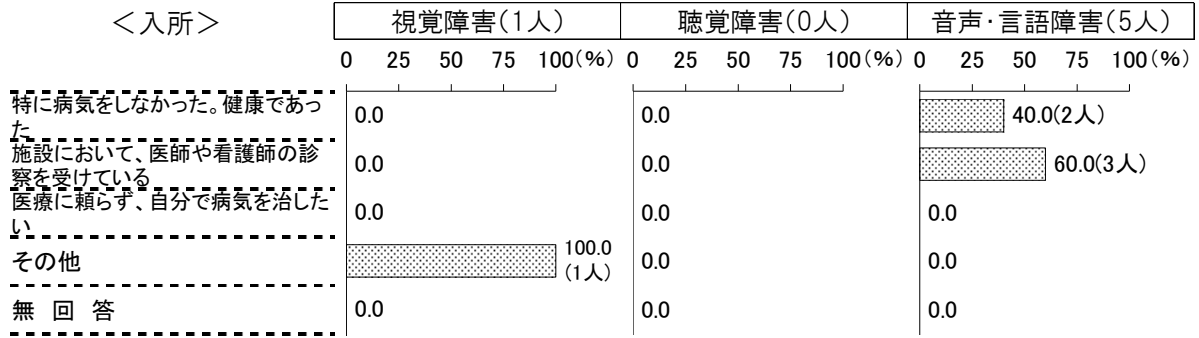 ＜入所＞ 視覚障害（1人） 聴覚障害（0人） 音声・言語障害（5人）
0 25 50 75 100(%) 0 25 50 75 100(%) 0 25 50 75 100(%)
特に病気をしなかった。健康であっ
た
0.0 0.0 40.0(2人)
施設において、医師や看護師の診
察を受けている
0.0 0.0 60.0(3人)
医療に頼らず、自分で病気を治した
い
0.0 0.0 0.0
その他 100.0
(1人) 0.0 0.0
無 回 答 0.0 0.0 0.0